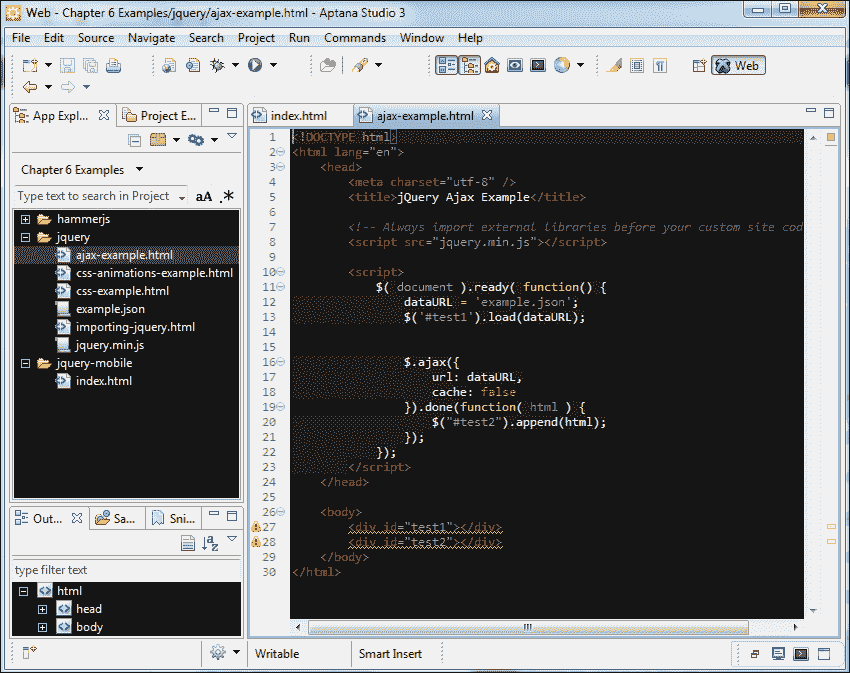 Web - Chapter 6 Examples/jquery/ajax-example.html - Aptana Studio 3
File Edit Source Navigate Search Project Run Commands Window Help
Web
App Expl...
Project E...
Chapter 6 Examples
Type text to search in Project
aA .*
hammerjs
jquery
ajax-example.html
css-animations-example.html
css-example.html
example.json
importing-jquery.html
jquery.min.js
jquery-mobile
index.html
Out...
Sa...
Sni...
type filter text
html
head
body
index.html
ajax-example.html
1 <!DOCTYPE html>
2 <html lang="en">
3 <head>
4 <meta charset="utf-8" />
5 <title>jQuery Ajax Example</title>
6
7 <!-- Always import external libraries before your custom site cod
8 <script src="jquery.min.js"></script>
9
10 <script>
11 $( document ).ready( function() {
12 dataURL = 'example.json';
13 $('#test1').load(dataURL);
14
15
16 $.ajax({
17 url: dataURL,
18 cache: false
19 }).done(function( html ) {
20 $("#test2").append(html);
21 });
22 });
23 </script>
24 </head>
25
26 <body>
27 <div id="test1"></div>
28 <div id="test2"></div>
29 </body>
30 </html>
Writable
Smart Insert